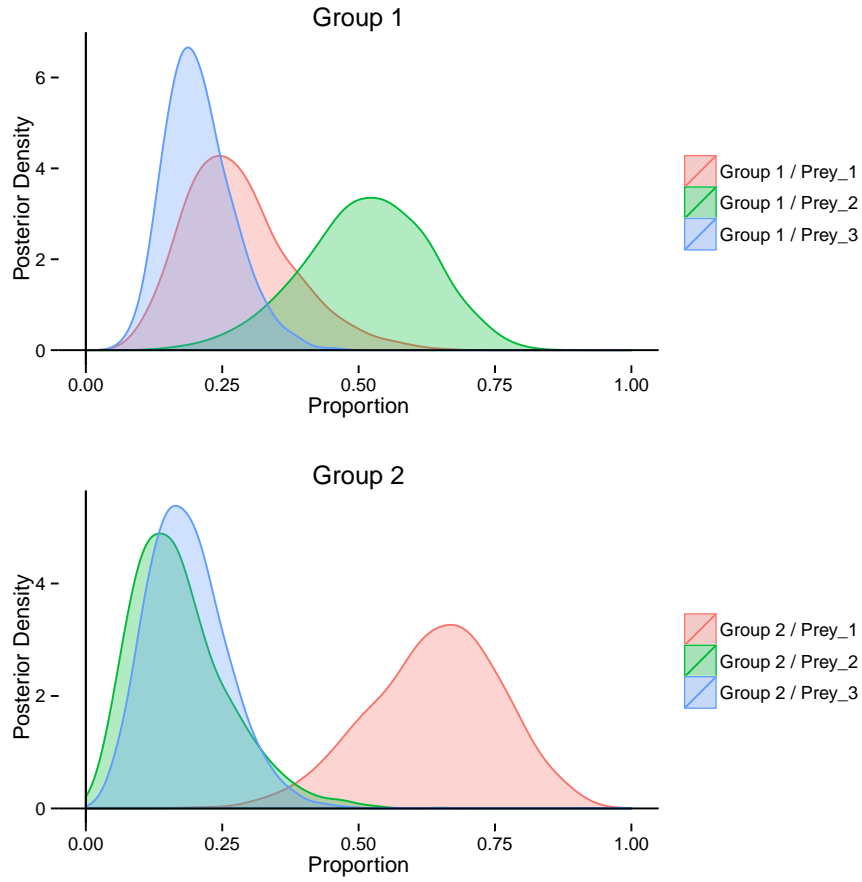 Group 1
Posterior Density
6
4
2
0
0.00 0.25 0.50 0.75 1.00
Proportion
Group 1 / Prey_1
Group 1 / Prey_2
Group 1 / Prey_3
Group 2
Posterior Density
4
2
0
0.00 0.25 0.50 0.75 1.00
Proportion
Group 2 / Prey_1
Group 2 / Prey_2
Group 2 / Prey_3